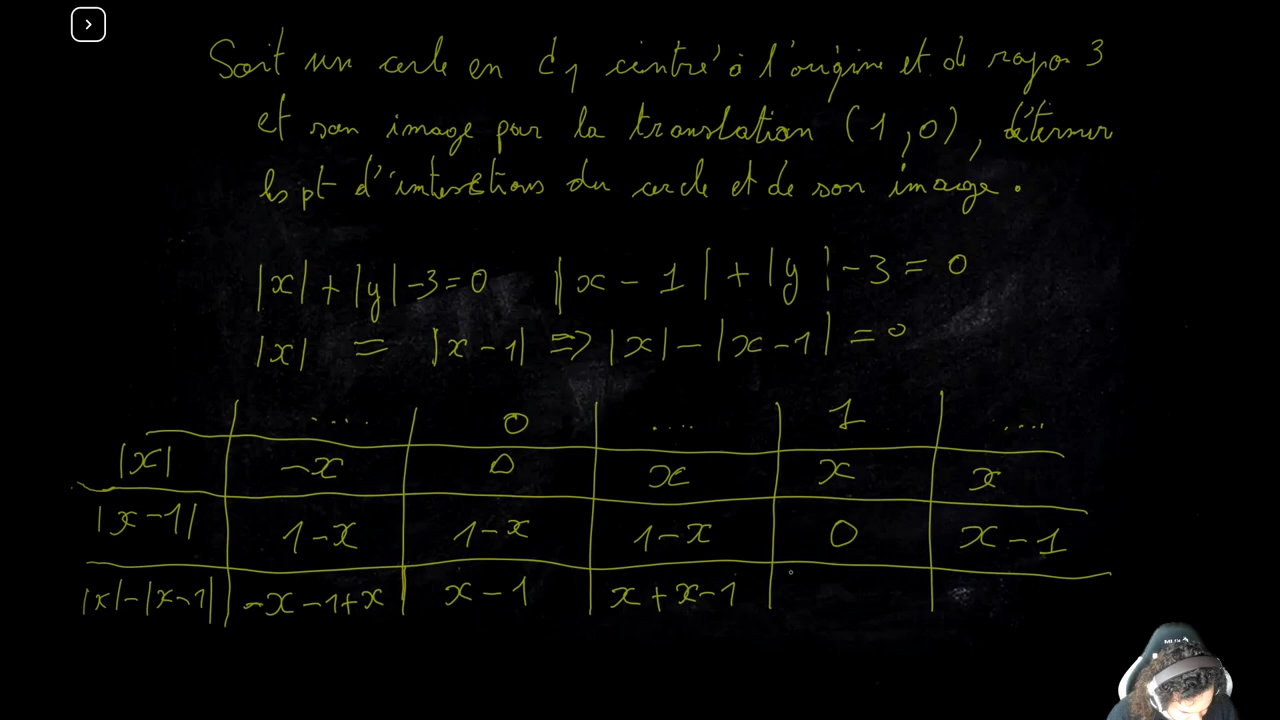 Soit un cercle en d1 centré à l'origine et de rayon 3
et son image par la translation (1,0), déterminer
les pt d'intersections du cercle et de son image.
|x| + |y| - 3 = 0 |x - 1| + |y| - 3 = 0
|x| = |x - 1| => |x| - |x - 1| = 0
..... 0 .... 1 ....
|x| -x 0 x x x
|x - 1| 1 - x 1 - x 1 - x 0 x - 1
|x| - |x - 1| -x - 1 + x x - 1 x + x - 1